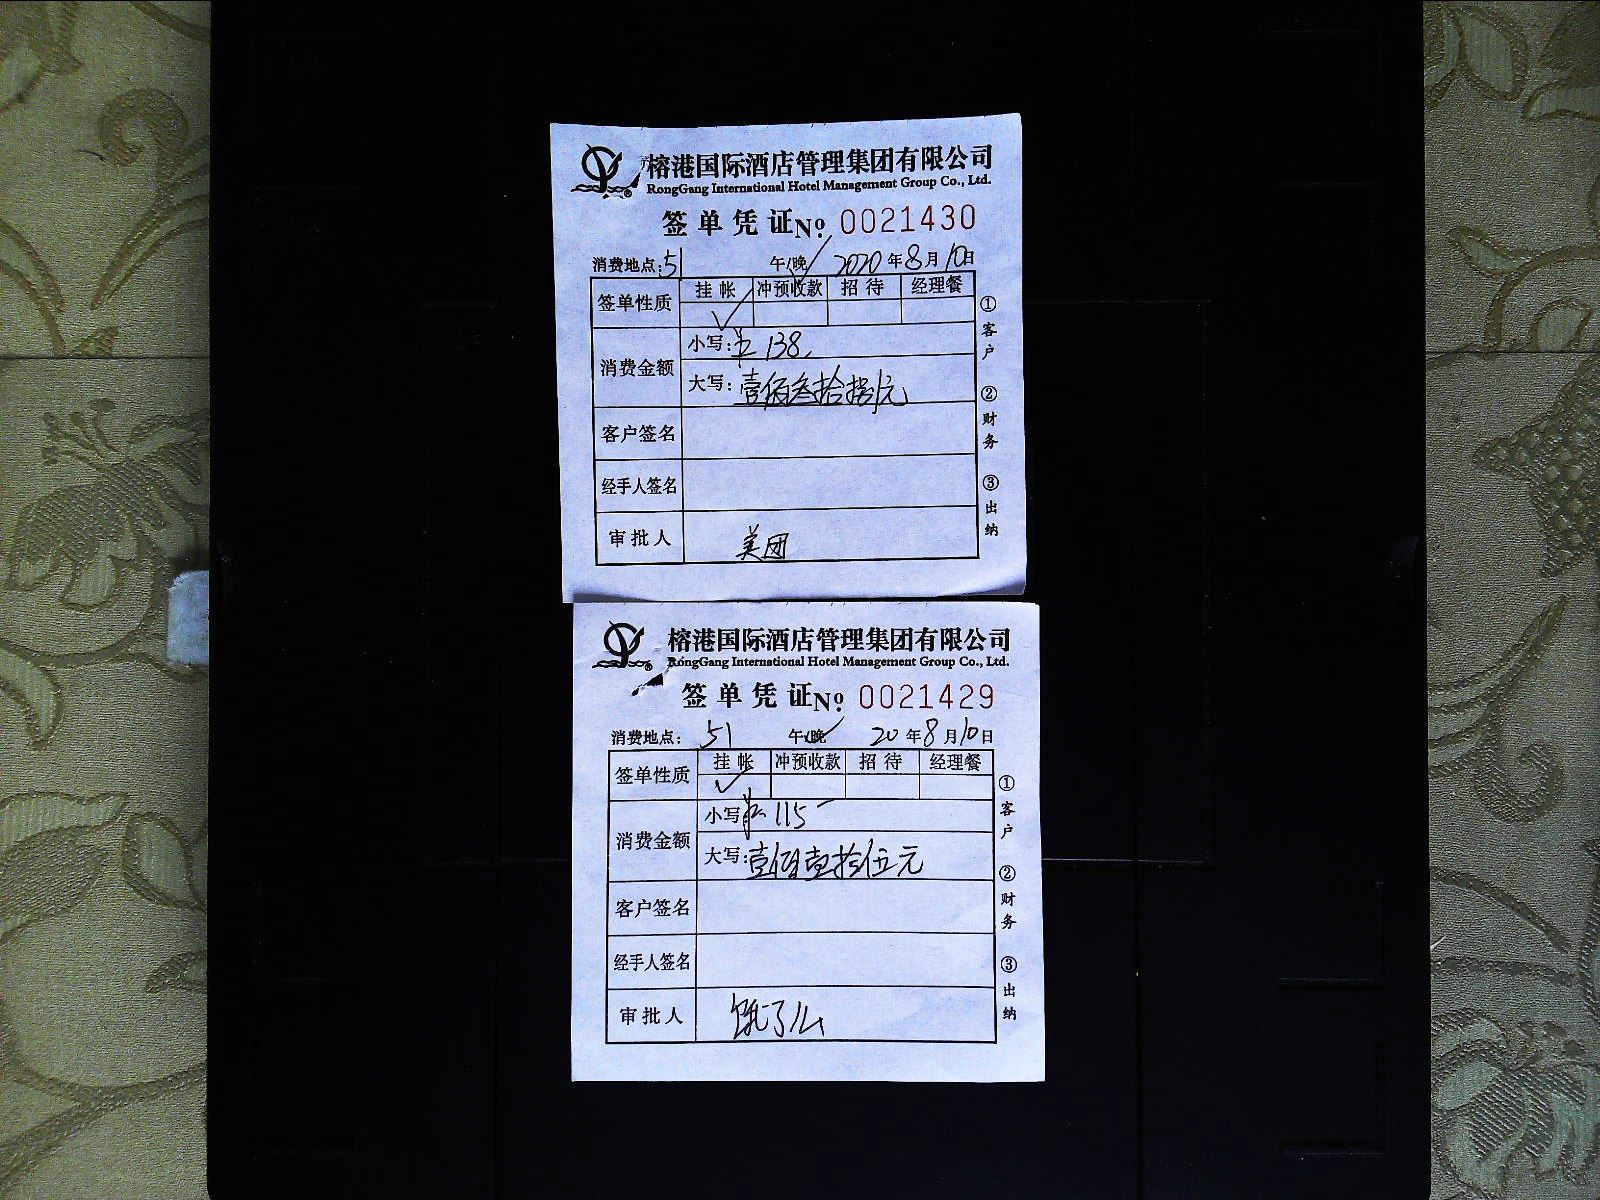 榕港国际酒店管理集团有限公司
RongGang International Hotel Management Group Co., Ltd.
签单凭证 No: 0021430
消费地点: 51 午/晚 2020年8月10日
签单性质 挂帐 冲预收款 招待 经理餐
消费金额 小写: 138
大写: 壹佰叁拾捌元
客户签名
经手人签名
审批人 美团
①客户 ②财务 ③出纳
榕港国际酒店管理集团有限公司
RongGang International Hotel Management Group Co., Ltd.
签单凭证 No: 0021429
消费地点: 51 午/晚 20年8月10日
签单性质 挂帐 冲预收款 招待 经理餐
消费金额 小写: 115
大写: 壹佰壹拾伍元
客户签名
经手人签名
审批人 饿了么
①客户 ②财务 ③出纳